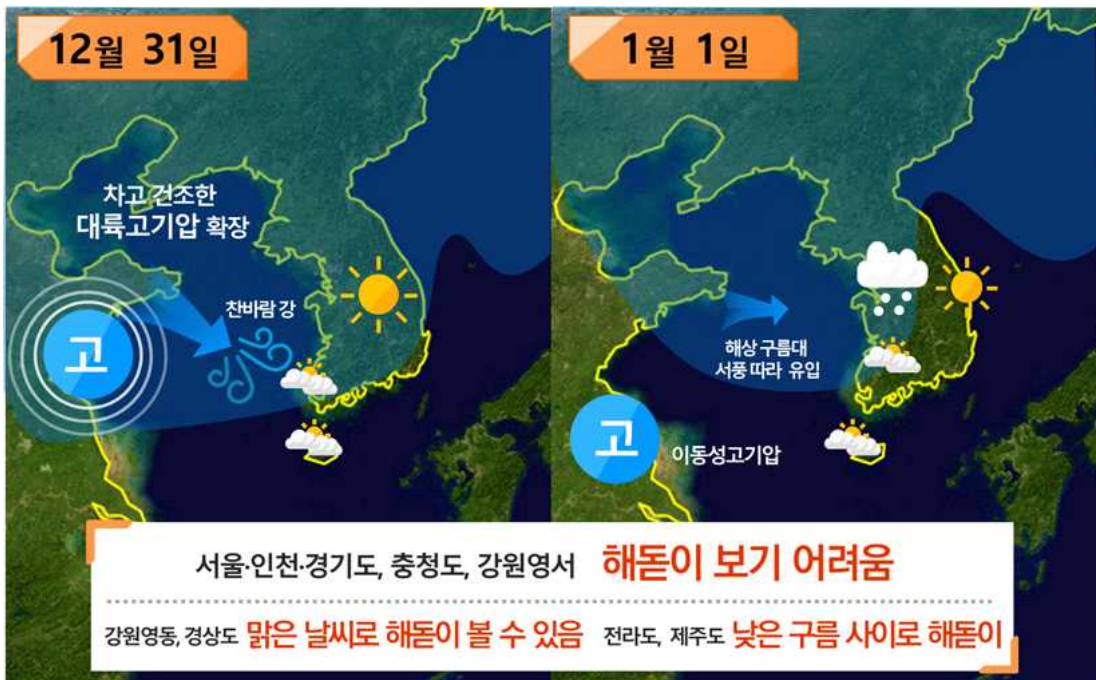 12월 31일
차고 건조한
대륙고기압 확장
찬바람 강
고
1월 1일
해상 구름대
서풍 따라 유입
고
이동성고기압
서울·인천·경기도, 충청도, 강원영서 해돋이 보기 어려움
강원영동, 경상도 맑은 날씨로 해돋이 볼 수 있음 전라도, 제주도 낮은 구름 사이로 해돋이